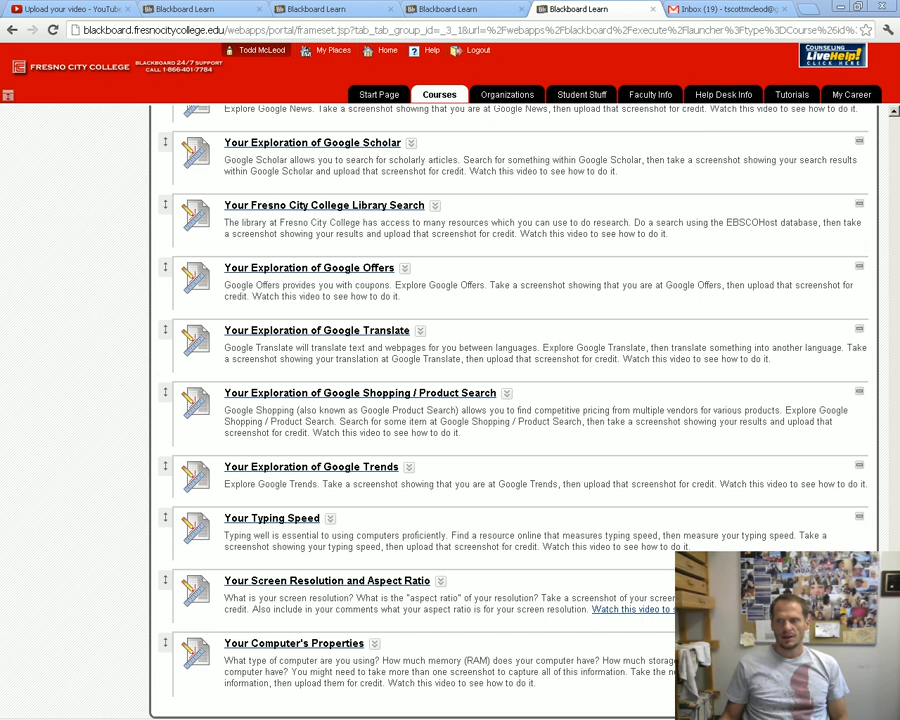 Upload your video - YouTube
Blackboard Learn
Blackboard Learn
Blackboard Learn
Blackboard Learn
Inbox (19) - tscottmcleod@g
blackboard.fresnocitycollege.edu/webapps/portal/frameset.jsp?tab_tab_group_id=_3_1&url=%2Fwebapps%2Fblackboard%2Fexecute%2Flauncher%3Ftype%3DCourse%26id%
Todd McLeod
My Places
Home
Help
Logout
FRESNO CITY COLLEGE
BLACKBOARD 24/7 SUPPORT
CALL 1-866-401-7784
COUNSELING
LiveHelp!
CLICK HERE
Start Page
Courses
Organizations
Student Stuff
Faculty Info
Help Desk Info
Tutorials
My Career
Explore Google News. Take a screenshot showing that you are at Google News, then upload that screenshot for credit. Watch this video to see how to do it.
Your Exploration of Google Scholar
Google Scholar allows you to search for scholarly articles. Search for something within Google Scholar, then take a screenshot showing your search results
within Google Scholar and upload that screenshot for credit. Watch this video to see how to do it.
Your Fresno City College Library Search
The library at Fresno City College has access to many resources which you can use to do research. Do a search using the EBSCOHost database, then take
a screenshot showing your results and upload that screenshot for credit. Watch this video to see how to do it.
Your Exploration of Google Offers
Google Offers provides you with coupons. Explore Google Offers. Take a screenshot showing that you are at Google Offers, then upload that screenshot for
credit. Watch this video to see how to do it.
Your Exploration of Google Translate
Google Translate will translate text and webpages for you between languages. Explore Google Translate, then translate something into another language. Take
a screenshot showing your translation at Google Translate, then upload that screenshot for credit. Watch this video to see how to do it.
Your Exploration of Google Shopping / Product Search
Google Shopping (also known as Google Product Search) allows you to find competitive pricing from multiple vendors for various products. Explore Google
Shopping / Product Search. Search for some item at Google Shopping / Product Search, then take a screenshot showing your results and upload that
screenshot for credit. Watch this video to see how to do it.
Your Exploration of Google Trends
Explore Google Trends. Take a screenshot showing that you are at Google Trends, then upload that screenshot for credit. Watch this video to see how to do it.
Your Typing Speed
Typing well is essential to using computers proficiently. Find a resource online that measures typing speed, then measure your typing speed. Take a
screenshot showing your typing speed, then upload that screenshot for credit. Watch this video to see how to do it.
Your Screen Resolution and Aspect Ratio
What is your screen resolution? What is the "aspect ratio" of your resolution? Take a screenshot of your scree
credit. Also include in your comments what your aspect ratio is for your screen resolution. Watch this video to s
Your Computer's Properties
What type of computer are you using? How much memory (RAM) does your computer have? How much storag
computer have? You might need to take more than one screenshot to capture all of this information. Take the ne
information, then upload them for credit. Watch this video to see how to do it.